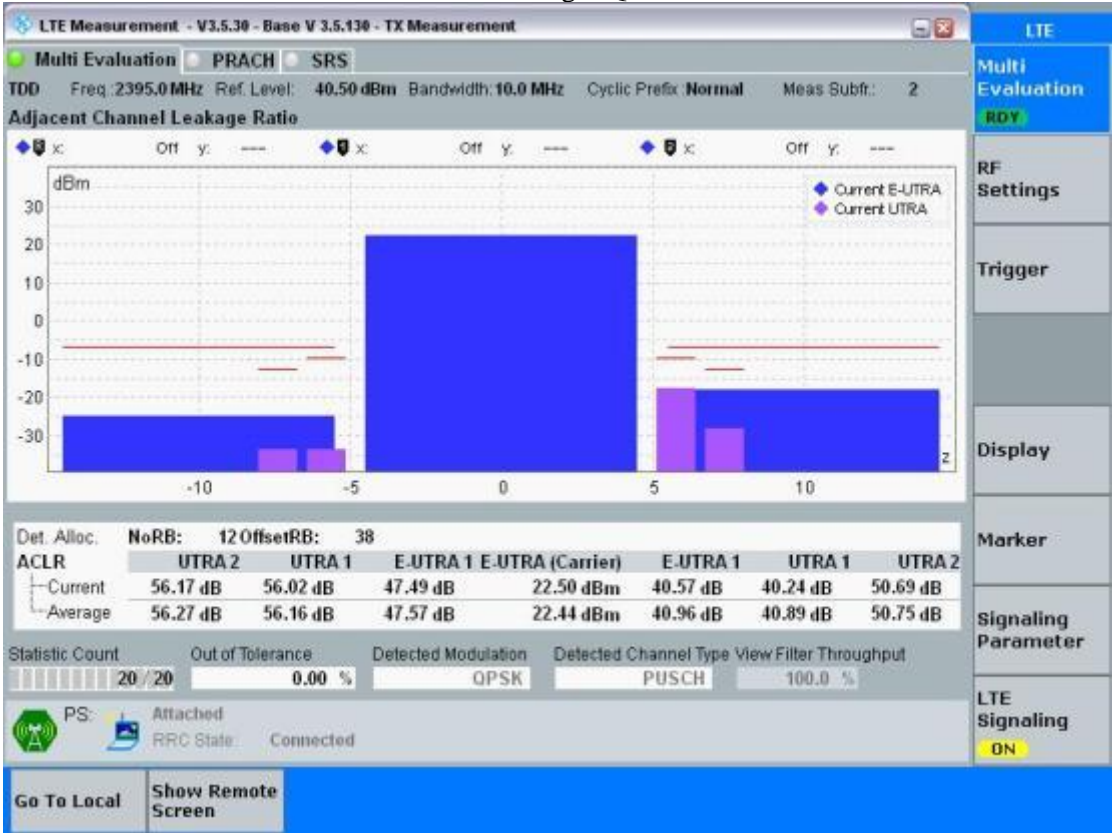 LTE Measurement - V3.5.30 - Base V 3.5.130 - TX Measurement
LTE
Multi Evaluation PRACH SRS
Multi Evaluation
RDY
TDD Freq.:2395.0 MHz Ref. Level: 40.50 dBm Bandwidth: 10.0 MHz Cyclic Prefix: Normal Meas Subfr.: 2
Adjacent Channel Leakage Ratio
x: Off y: --- x: Off y: --- x: Off y: ---
dBm
Current E-UTRA
Current UTRA
30
20
10
0
-10
-20
-30
z
-10 -5 0 5 10
RF Settings
Trigger
Display
Marker
Signaling Parameter
LTE Signaling
ON
Det. Alloc. NoRB: 12 OffsetRB: 38
ACLR UTRA 2 UTRA 1 E-UTRA 1 E-UTRA (Carrier) E-UTRA 1 UTRA 1 UTRA 2
Current 56.17 dB 56.02 dB 47.49 dB 22.50 dBm 40.57 dB 40.24 dB 50.69 dB
Average 56.27 dB 56.16 dB 47.57 dB 22.44 dBm 40.96 dB 40.89 dB 50.75 dB
Statistic Count Out of Tolerance Detected Modulation Detected Channel Type View Filter Throughput
20 / 20 0.00 % QPSK PUSCH 100.0 %
PS: Attached
RRC State: Connected
Go To Local Show Remote Screen